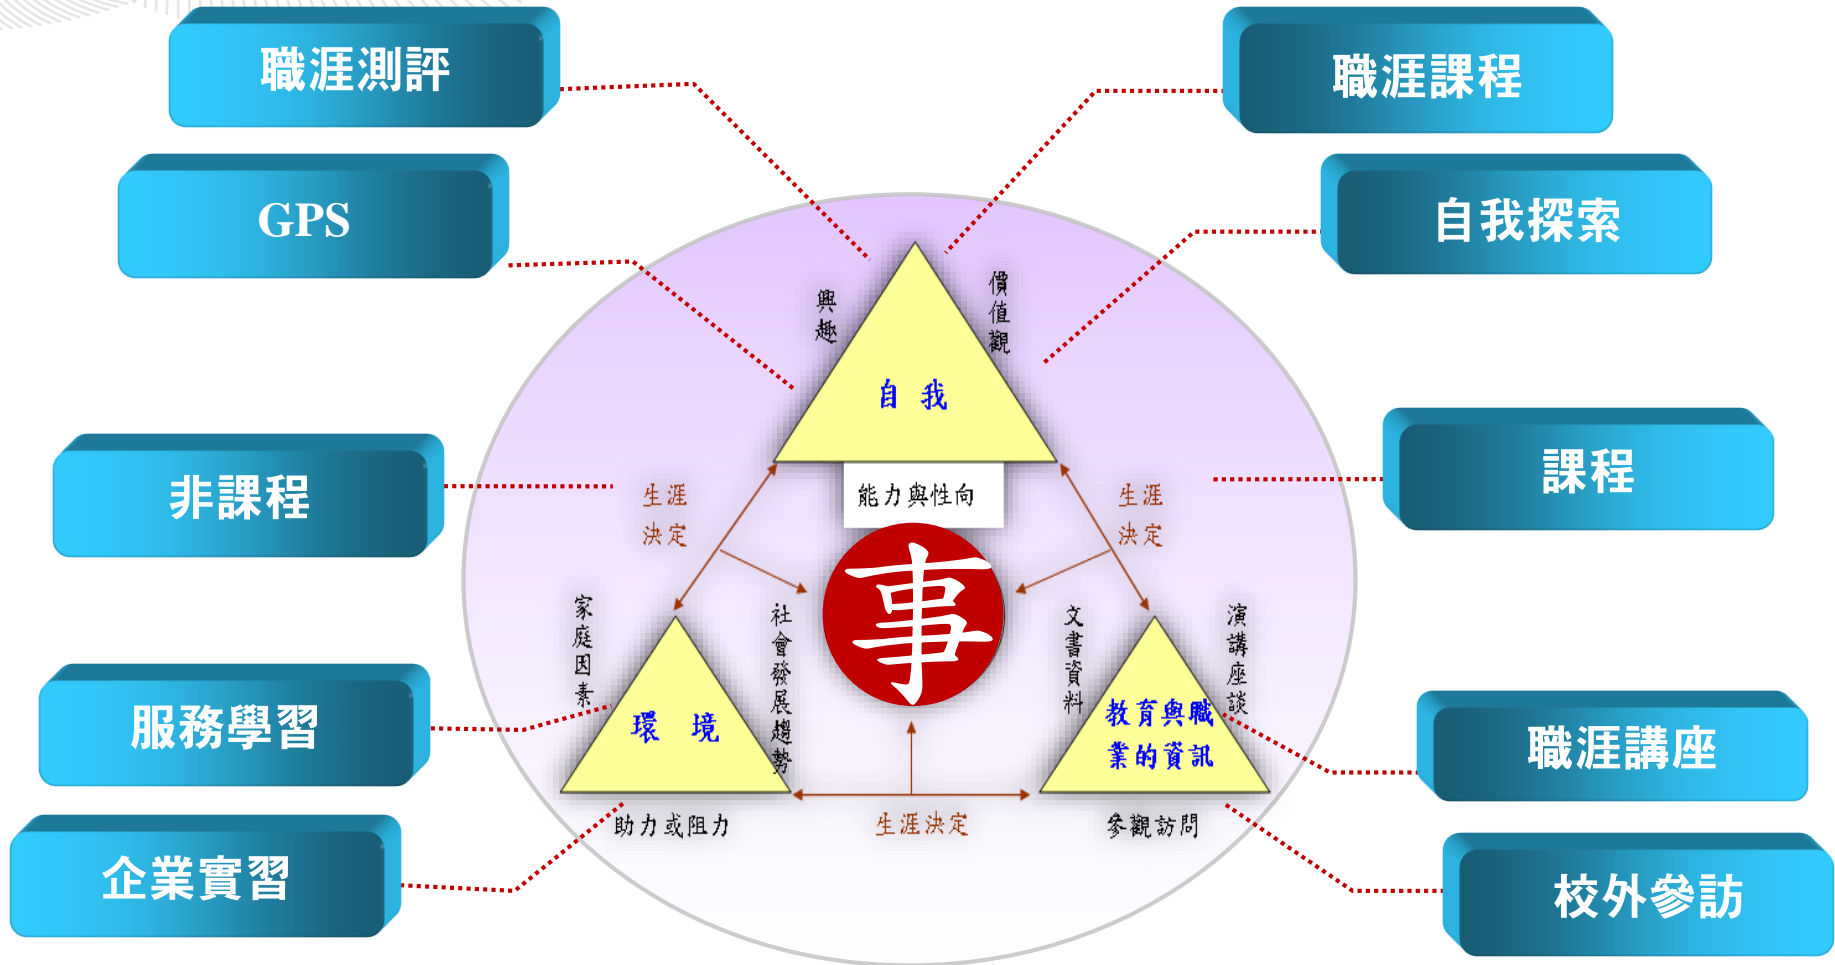 職涯測評
職涯課程
GPS
自我探索
興趣
價值觀
自 我
非課程
課程
生涯
決定
能力與性向
生涯
決定
事
家庭因素
社會發展趨勢
文書資料
演講座談
服務學習
環 境
教育與職
業的資訊
職涯講座
助力或阻力
生涯決定
參觀訪問
企業實習
校外參訪